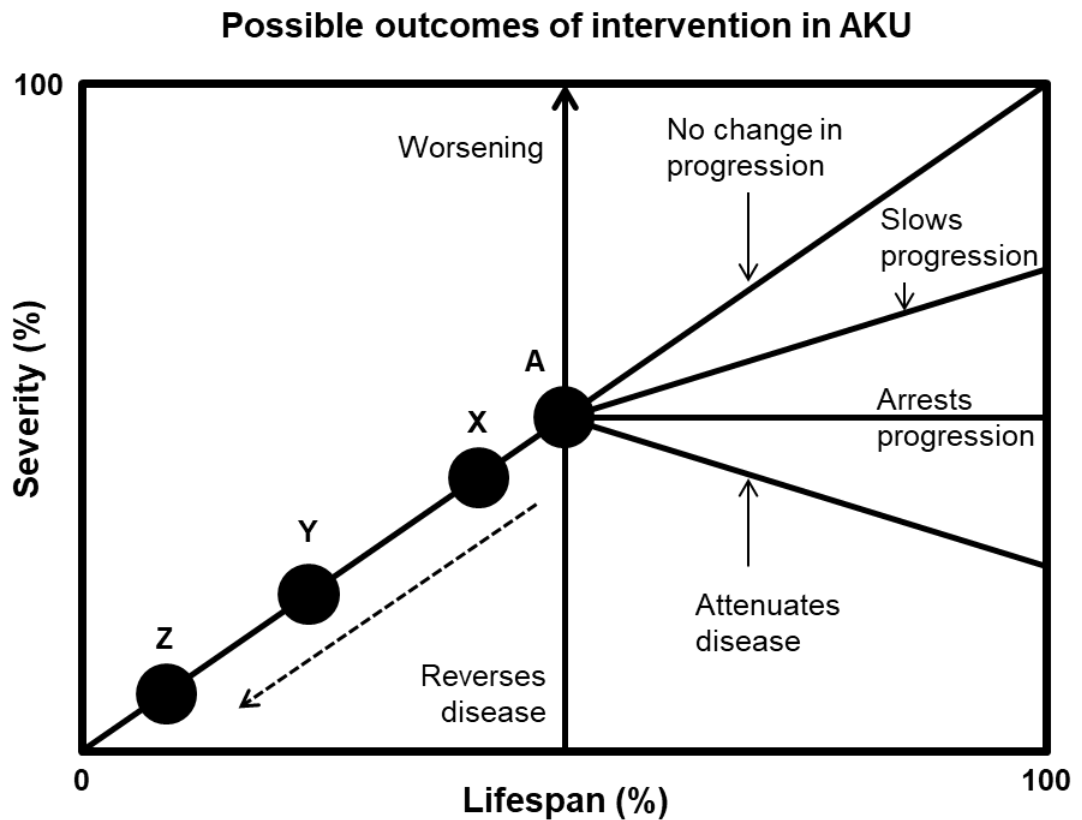 Possible outcomes of intervention in AKU
100
Worsening
No change in
progression
Slows
progression
A
X
Arrests
progression
Severity (%)
Y
Z
Attenuates
disease
Reverses
disease
0
100
Lifespan (%)